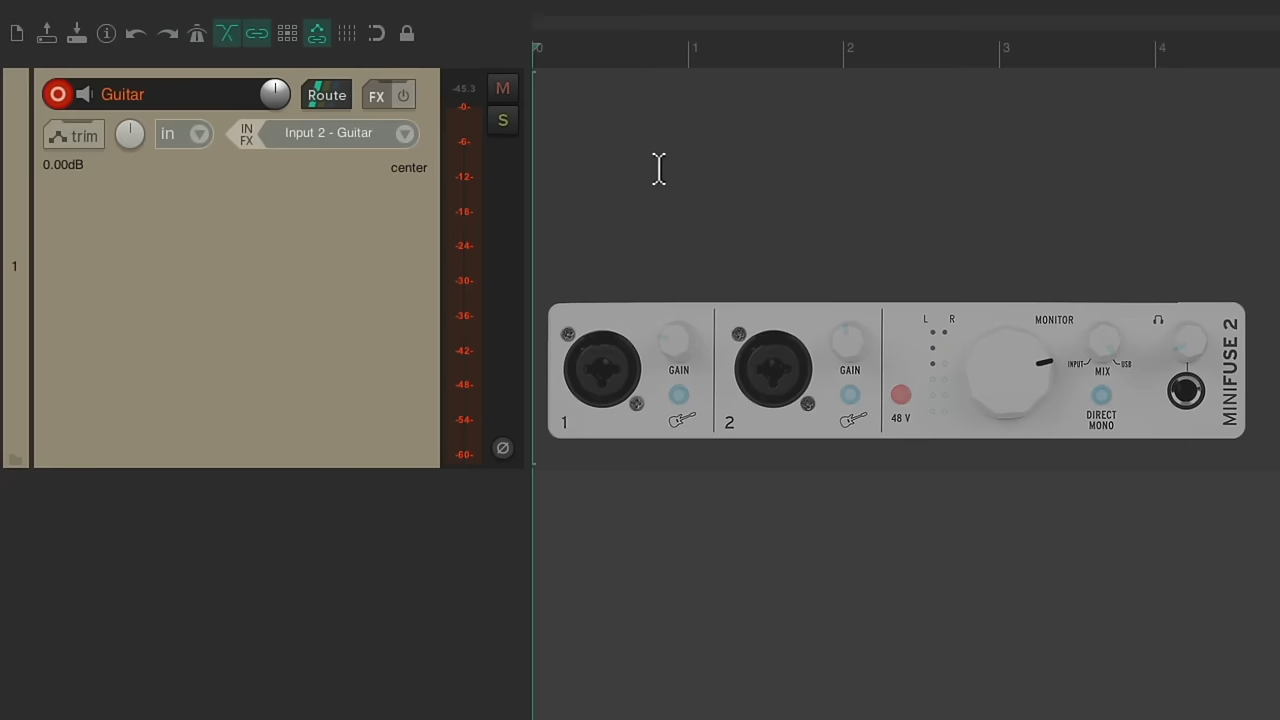 0
1
2
3
4
Guitar
Route
FX
-45.3
M
S
trim
in
IN
FX
Input 2 - Guitar
0.00dB
center
-0-
-6-
-12-
-18-
-24-
-30-
-36-
-42-
-48-
-54-
-60-
1
L R
MONITOR
INPUT USB
MIX
GAIN
GAIN
1
2
48 V
DIRECT
MONO
MINIFUSE 2